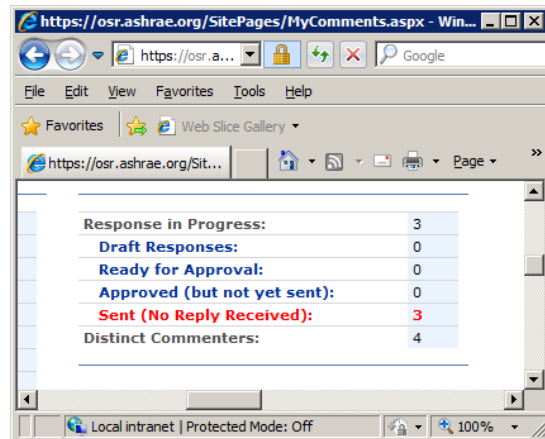 https://osr.ashrae.org/SitePages/MyComments.aspx - Win...
https://osr.a... Google
File Edit View Favorites Tools Help
Favorites Web Slice Gallery
https://osr.ashrae.org/Sit... Page »
Response in Progress: 3
Draft Responses: 0
Ready for Approval: 0
Approved (but not yet sent): 0
Sent (No Reply Received): 3
Distinct Commenters: 4
Local intranet | Protected Mode: Off 100%